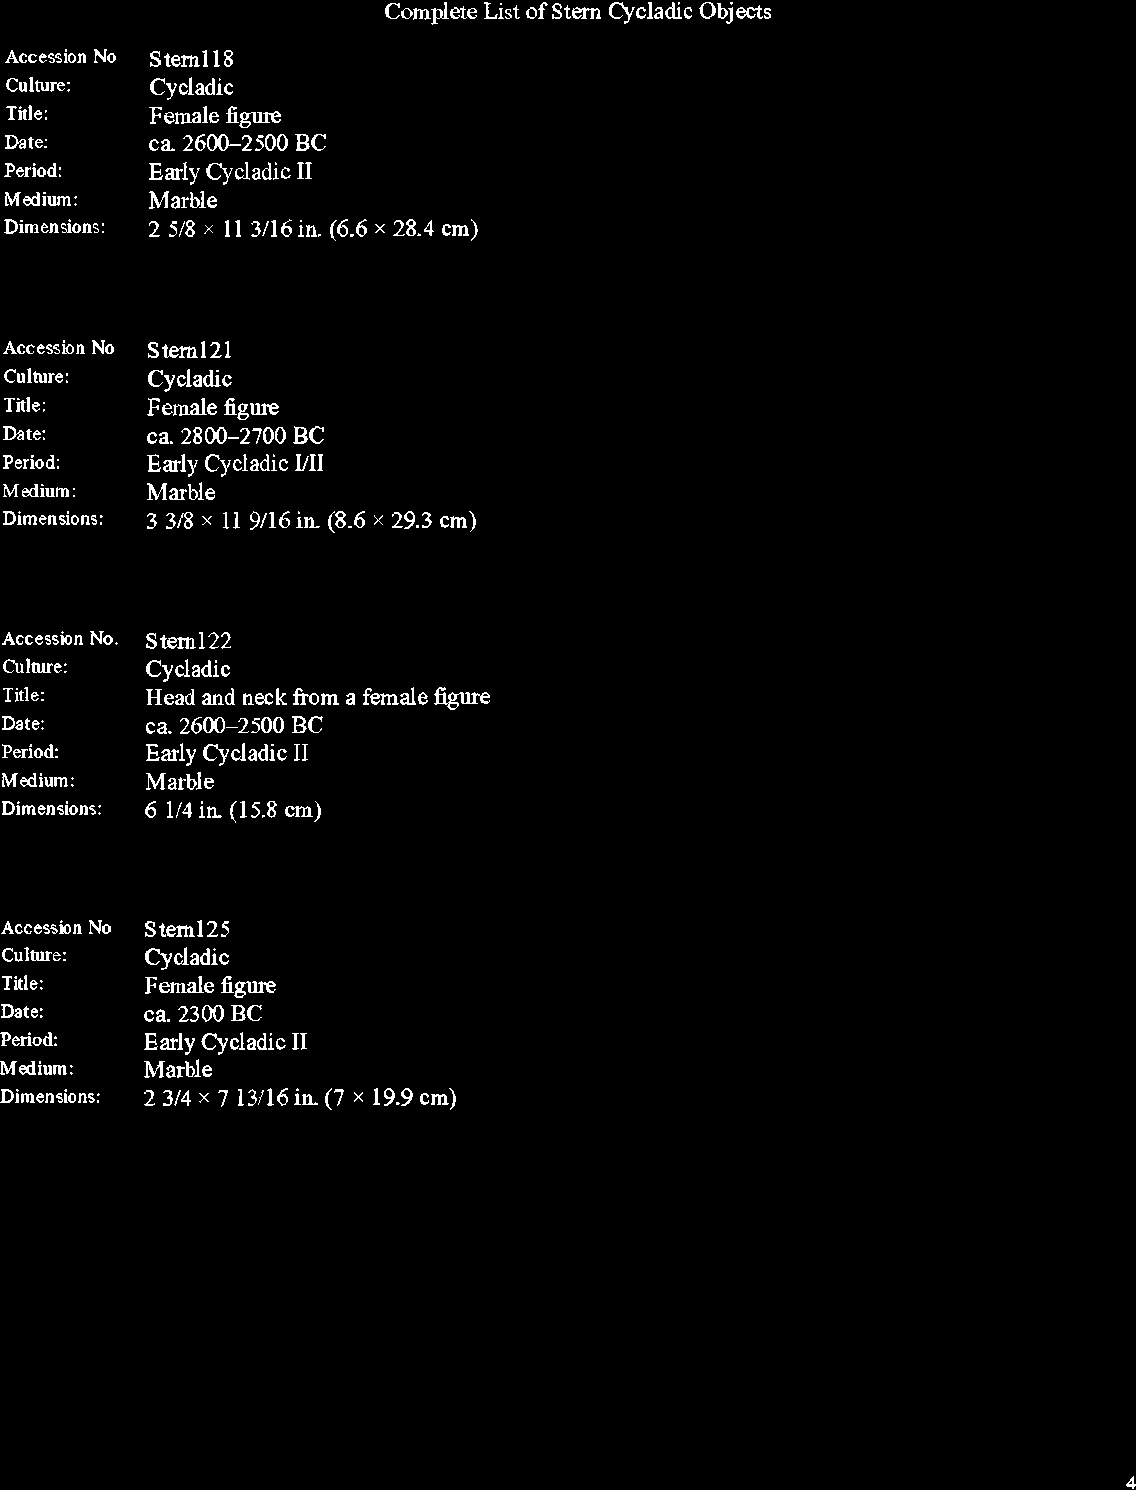 Complete List of Stern Cycladic Objects
Accession No Stern118
Culture: Cycladic
Title: Female figure
Date: ca. 2600–2500 BC
Period: Early Cycladic II
Medium: Marble
Dimensions: 2 5/8 × 11 3/16 in. (6.6 × 28.4 cm)
Accession No Stern121
Culture: Cycladic
Title: Female figure
Date: ca. 2800–2700 BC
Period: Early Cycladic I/II
Medium: Marble
Dimensions: 3 3/8 × 11 9/16 in. (8.6 × 29.3 cm)
Accession No. Stern122
Culture: Cycladic
Title: Head and neck from a female figure
Date: ca. 2600–2500 BC
Period: Early Cycladic II
Medium: Marble
Dimensions: 6 1/4 in. (15.8 cm)
Accession No Stern125
Culture: Cycladic
Title: Female figure
Date: ca. 2300 BC
Period: Early Cycladic II
Medium: Marble
Dimensions: 2 3/4 × 7 13/16 in. (7 × 19.9 cm)
4